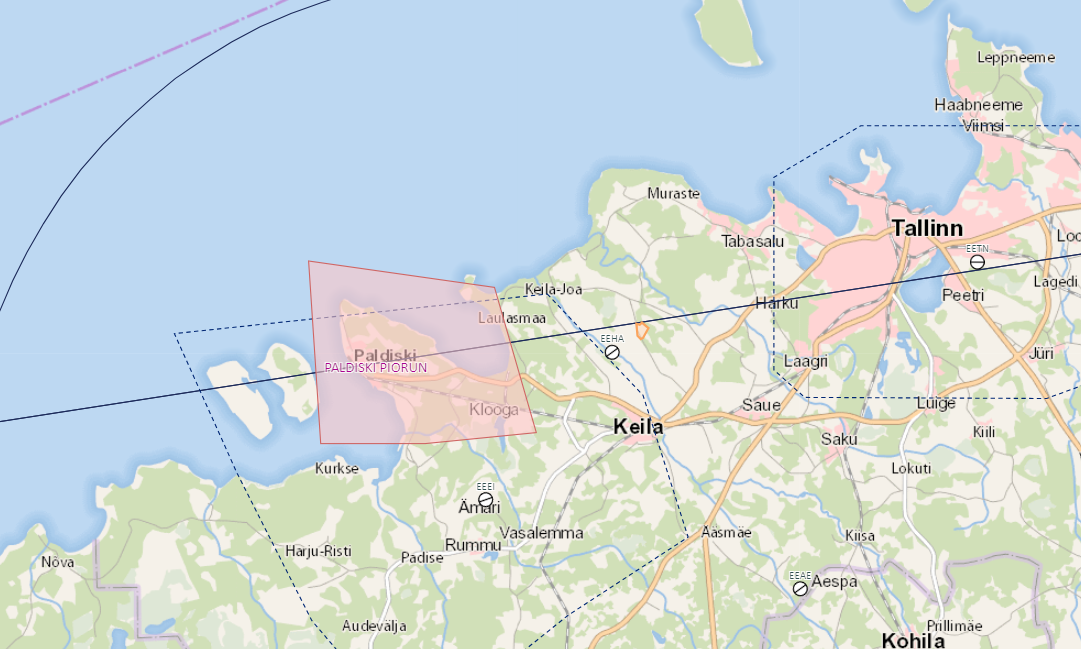 Leppneeme
Haabneeme
Viimsi
Muraste
Tallinn
Tabasalu
EETN
Loo
Lagedi
Keila-Joa
Peetri
Harku
Laulasmaa
EEHA
Paldiski
PALDISKI PIORUN
Laagri
Jüri
Klooga
Saue
Luige
Keila
Saku
Kiili
Kurkse
Lokuti
EEEI
Ämari
Vasalemma
Ääsmäe
Kiisa
Rummu
Harju-Risti
Padise
Nõva
EEAE
Aespa
Audevälja
Prillimäe
Kohila